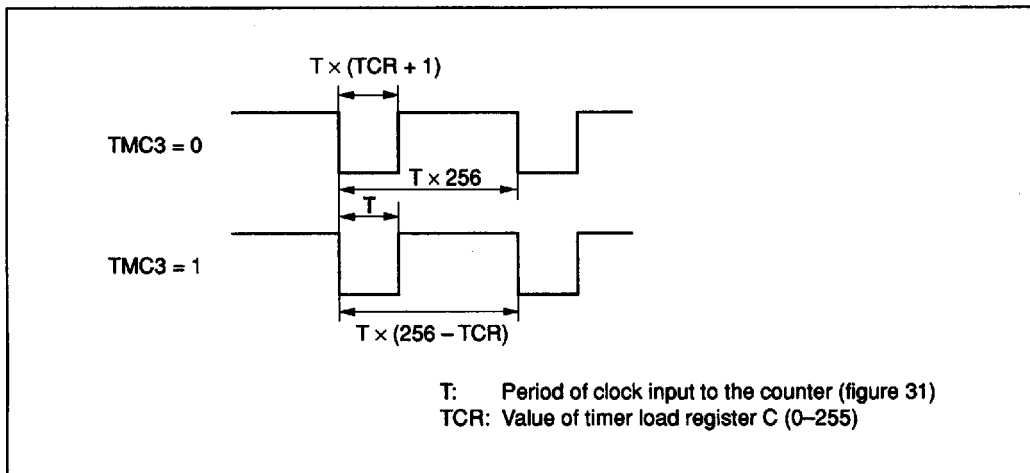 T × (TCR + 1)
TMC3 = 0
T × 256
T
TMC3 = 1
T × (256 – TCR)
T: Period of clock input to the counter (figure 31)
TCR: Value of timer load register C (0–255)